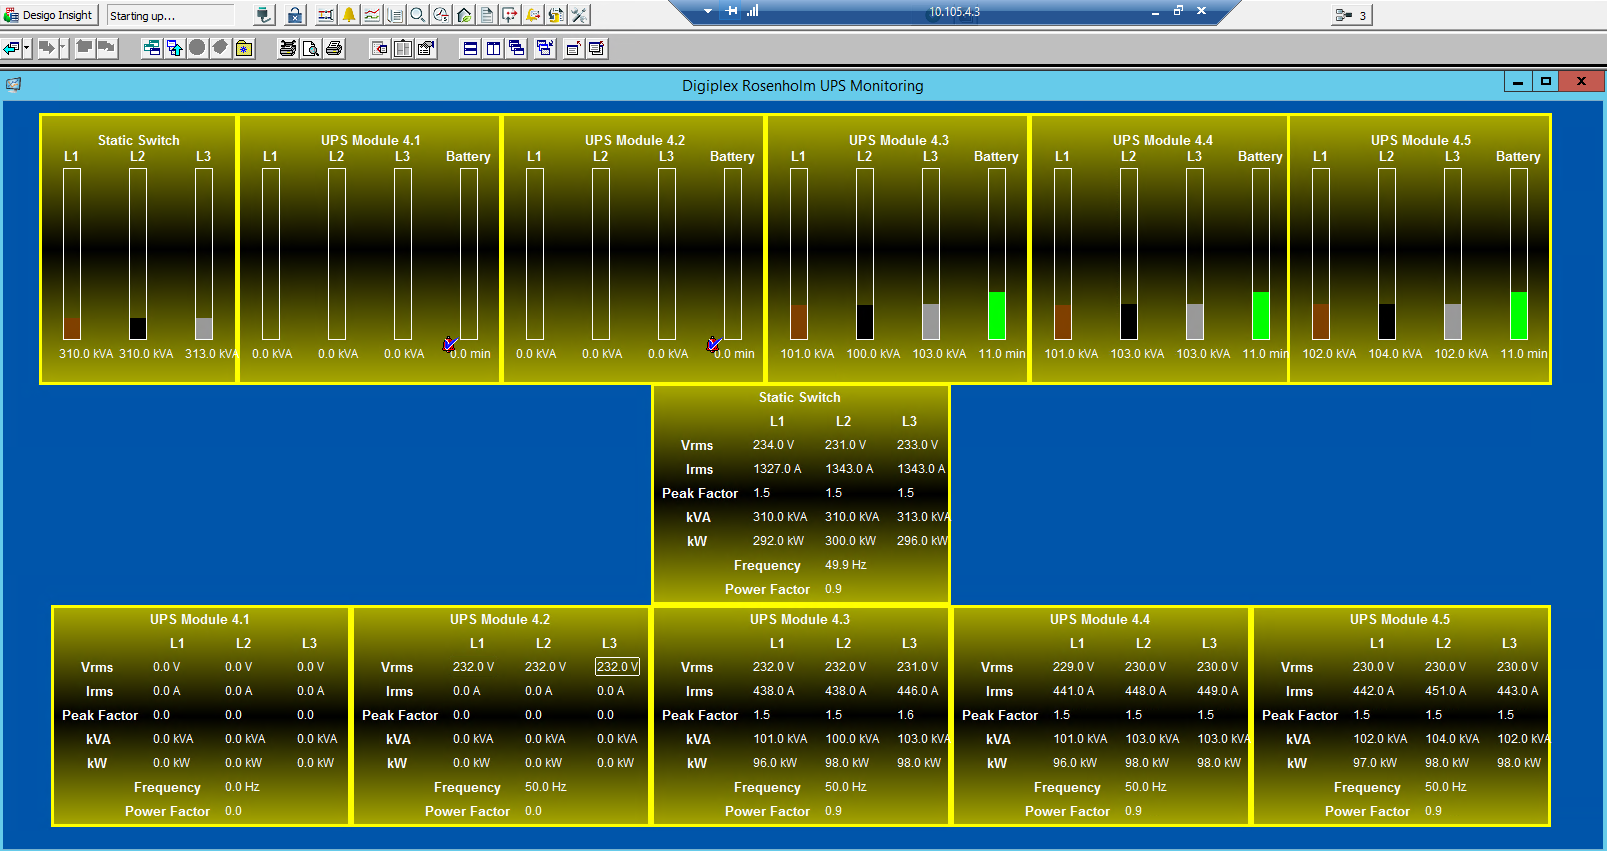 Desigo Insight Starting up... 10.105.4.3 3
Digiplex Rosenholm UPS Monitoring
Static Switch UPS Module 4.1 UPS Module 4.2 UPS Module 4.3 UPS Module 4.4 UPS Module 4.5
L1 L2 L3 L1 L2 L3 Battery L1 L2 L3 Battery L1 L2 L3 Battery L1 L2 L3 Battery L1 L2 L3 Battery
310.0 kVA 310.0 kVA 313.0 kVA 0.0 kVA 0.0 kVA 0.0 kVA 0.0 min 0.0 kVA 0.0 kVA 0.0 kVA 0.0 min 101.0 kVA 100.0 kVA 103.0 kVA 11.0 min 101.0 kVA 103.0 kVA 103.0 kVA 11.0 min 102.0 kVA 104.0 kVA 102.0 kVA 11.0 min
Static Switch
L1 L2 L3
Vrms 234.0 V 231.0 V 233.0 V
Irms 1327.0 A 1343.0 A 1343.0 A
Peak Factor 1.5 1.5 1.5
kVA 310.0 kVA 310.0 kVA 313.0 kVA
kW 292.0 kW 300.0 kW 296.0 kW
Frequency 49.9 Hz
Power Factor 0.9
UPS Module 4.1
L1 L2 L3
Vrms 0.0 V 0.0 V 0.0 V
Irms 0.0 A 0.0 A 0.0 A
Peak Factor 0.0 0.0 0.0
kVA 0.0 kVA 0.0 kVA 0.0 kVA
kW 0.0 kW 0.0 kW 0.0 kW
Frequency 0.0 Hz
Power Factor 0.0
UPS Module 4.2
L1 L2 L3
Vrms 232.0 V 232.0 V 232.0 V
Irms 0.0 A 0.0 A 0.0 A
Peak Factor 0.0 0.0 0.0
kVA 0.0 kVA 0.0 kVA 0.0 kVA
kW 0.0 kW 0.0 kW 0.0 kW
Frequency 50.0 Hz
Power Factor 0.0
UPS Module 4.3
L1 L2 L3
Vrms 232.0 V 232.0 V 231.0 V
Irms 438.0 A 438.0 A 446.0 A
Peak Factor 1.5 1.5 1.6
kVA 101.0 kVA 100.0 kVA 103.0 kVA
kW 96.0 kW 98.0 kW 98.0 kW
Frequency 50.0 Hz
Power Factor 0.9
UPS Module 4.4
L1 L2 L3
Vrms 229.0 V 230.0 V 230.0 V
Irms 441.0 A 448.0 A 449.0 A
Peak Factor 1.5 1.5 1.5
kVA 101.0 kVA 103.0 kVA 103.0 kVA
kW 96.0 kW 98.0 kW 98.0 kW
Frequency 50.0 Hz
Power Factor 0.9
UPS Module 4.5
L1 L2 L3
Vrms 230.0 V 230.0 V 230.0 V
Irms 442.0 A 451.0 A 443.0 A
Peak Factor 1.5 1.5 1.5
kVA 102.0 kVA 104.0 kVA 102.0 kVA
kW 97.0 kW 98.0 kW 98.0 kW
Frequency 50.0 Hz
Power Factor 0.9